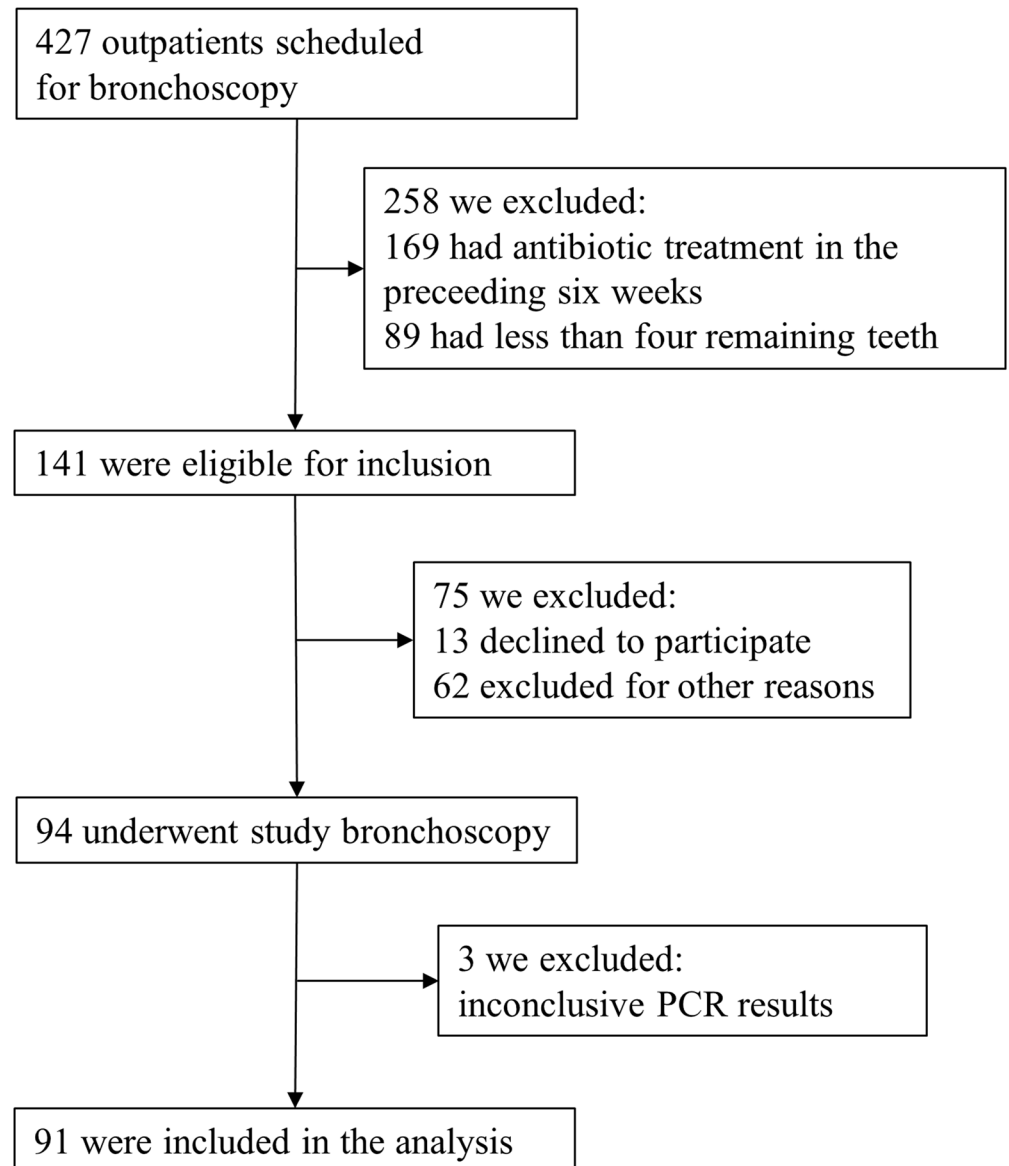 427 outpatients scheduled
for bronchoscopy
258 we excluded:
169 had antibiotic treatment in the
preceeding six weeks
89 had less than four remaining teeth
141 were eligible for inclusion
75 we excluded:
13 declined to participate
62 excluded for other reasons
94 underwent study bronchoscopy
3 we excluded:
inconclusive PCR results
91 were included in the analysis